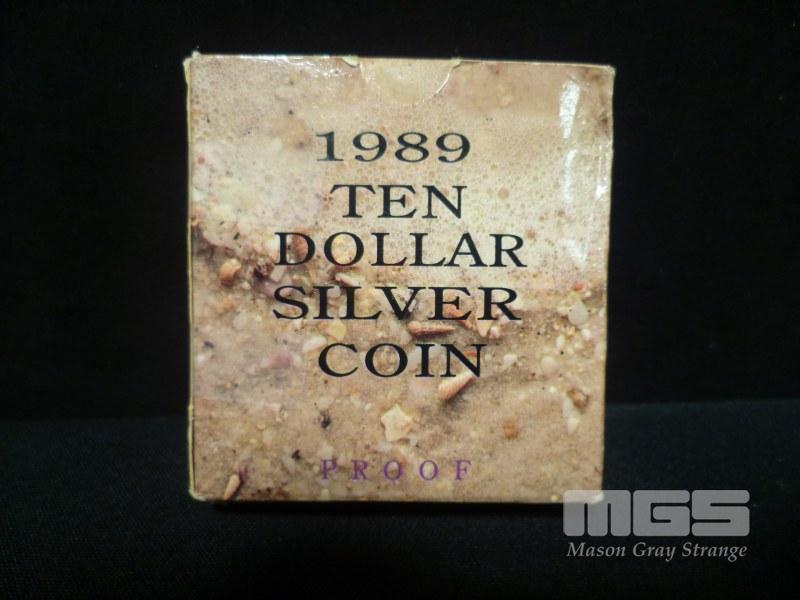 1989
TEN
DOLLAR
SILVER
COIN
PROOF
MGS
Mason Gray Strange